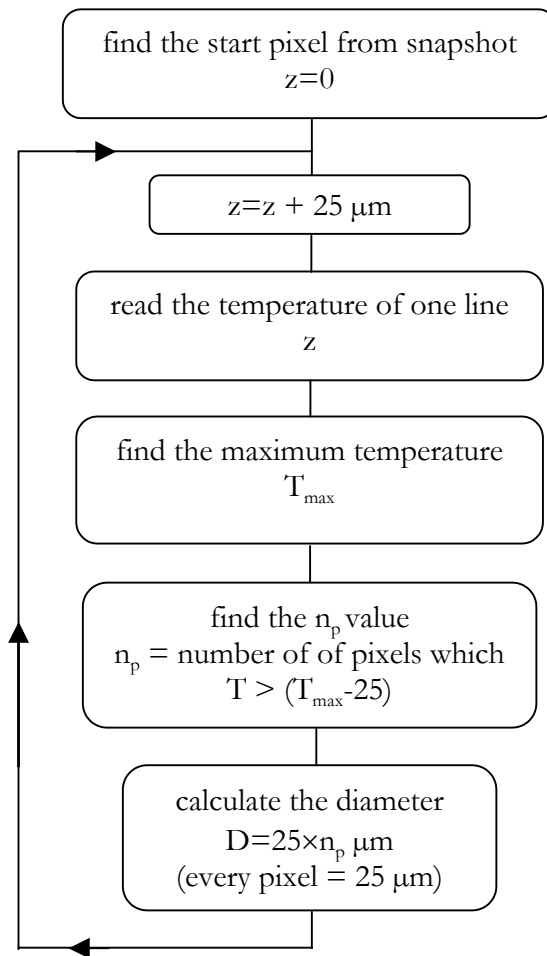 find the start pixel from snapshot
z=0
z=z + 25 μm
read the temperature of one line
z
find the maximum temperature
Tmax
find the np value
np = number of of pixels which
T > (Tmax-25)
calculate the diameter
D=25×np μm
(every pixel = 25 μm)